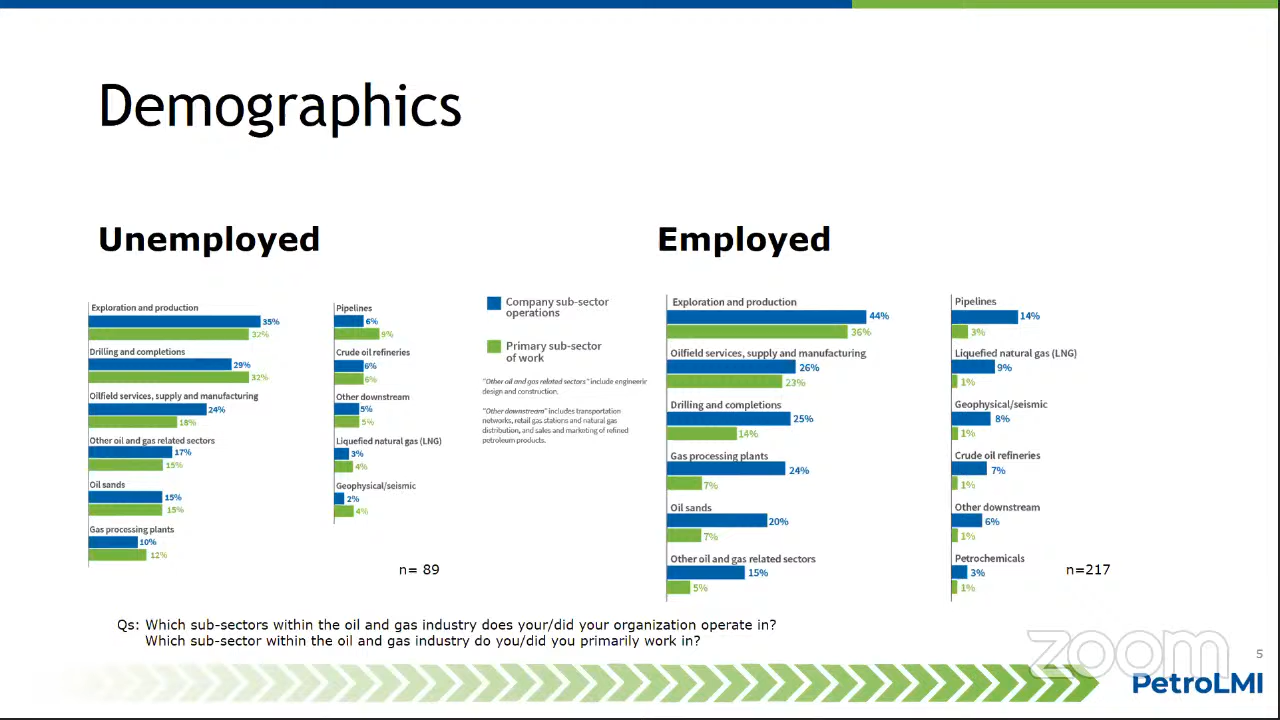 Demographics
Unemployed
Exploration and production
35%
32%
Drilling and completions
29%
32%
Oilfield services, supply and manufacturing
24%
18%
Other oil and gas related sectors
17%
15%
Oil sands
15%
15%
Gas processing plants
10%
12%
Pipelines
6%
9%
Crude oil refineries
6%
6%
Other downstream
5%
5%
Liquefied natural gas (LNG)
3%
4%
Geophysical/seismic
2%
4%
n= 89
Company sub-sector
operations
Primary sub-sector
of work
"Other oil and gas related sectors" include engineerir
design and construction.
"Other downstream" includes transportation
networks, retail gas stations and natural gas
distribution, and sales and marketing of refined
petroleum products.
Employed
Exploration and production
44%
36%
Oilfield services, supply and manufacturing
26%
23%
Drilling and completions
25%
14%
Gas processing plants
24%
7%
Oil sands
20%
7%
Other oil and gas related sectors
15%
5%
Pipelines
14%
3%
Liquefied natural gas (LNG)
9%
1%
Geophysical/seismic
8%
1%
Crude oil refineries
7%
1%
Other downstream
6%
1%
Petrochemicals
3%
1%
n=217
Qs: Which sub-sectors within the oil and gas industry does your/did your organization operate in?
Which sub-sector within the oil and gas industry do you/did you primarily work in?
zoom
5
PetroLMI